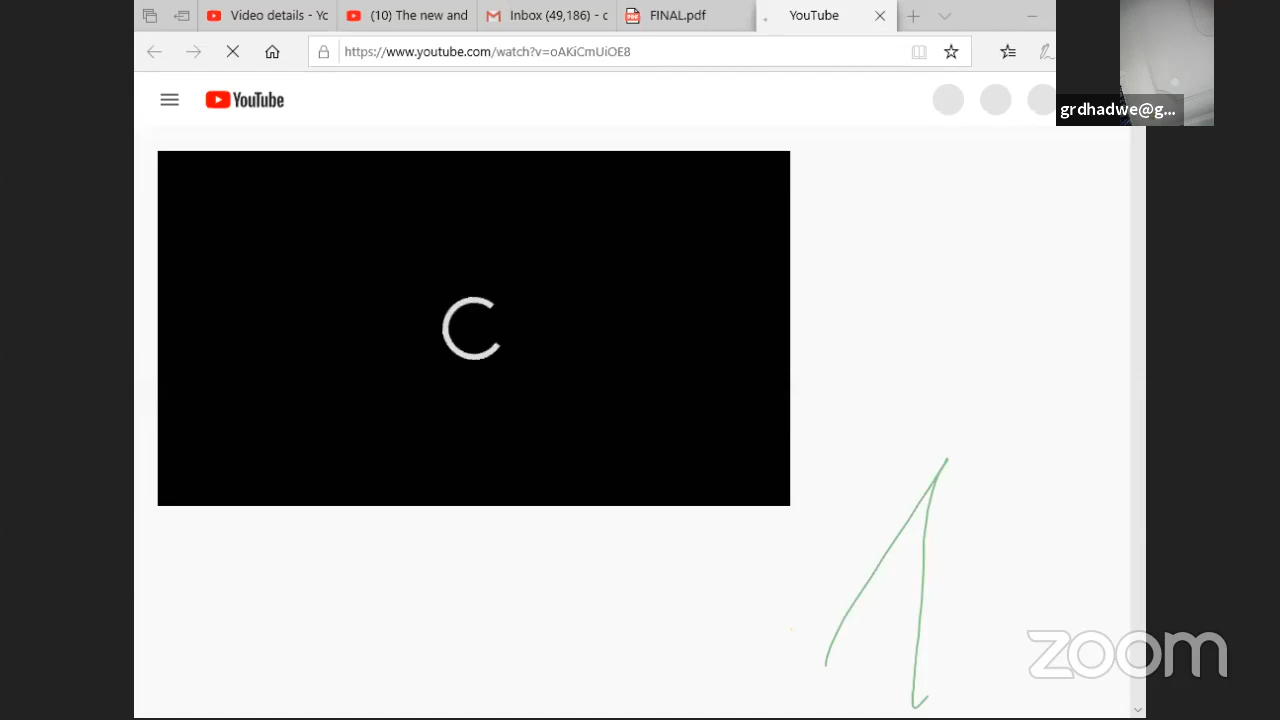 Video details - Yc
(10) The new and
Inbox (49,186) - c
FINAL.pdf
YouTube
https://www.youtube.com/watch?v=oAKiCmUiOE8
YouTube
grdhadwe@g...
zoom